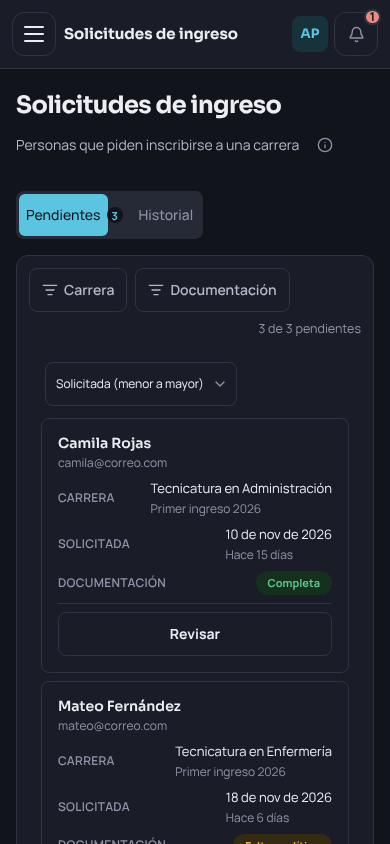 Solicitudes de ingreso
AP
1
Solicitudes de ingreso
Personas que piden inscribirse a una carrera
Pendientes 3
Historial
Carrera
Documentación
3 de 3 pendientes
Solicitada (menor a mayor)
Camila Rojas
camila@correo.com
CARRERA
Tecnicatura en Administración
Primer ingreso 2026
SOLICITADA
10 de nov de 2026
Hace 15 días
DOCUMENTACIÓN
Completa
Revisar
Mateo Fernández
mateo@correo.com
CARRERA
Tecnicatura en Enfermería
Primer ingreso 2026
SOLICITADA
18 de nov de 2026
Hace 6 días
DOCUMENTACIÓN